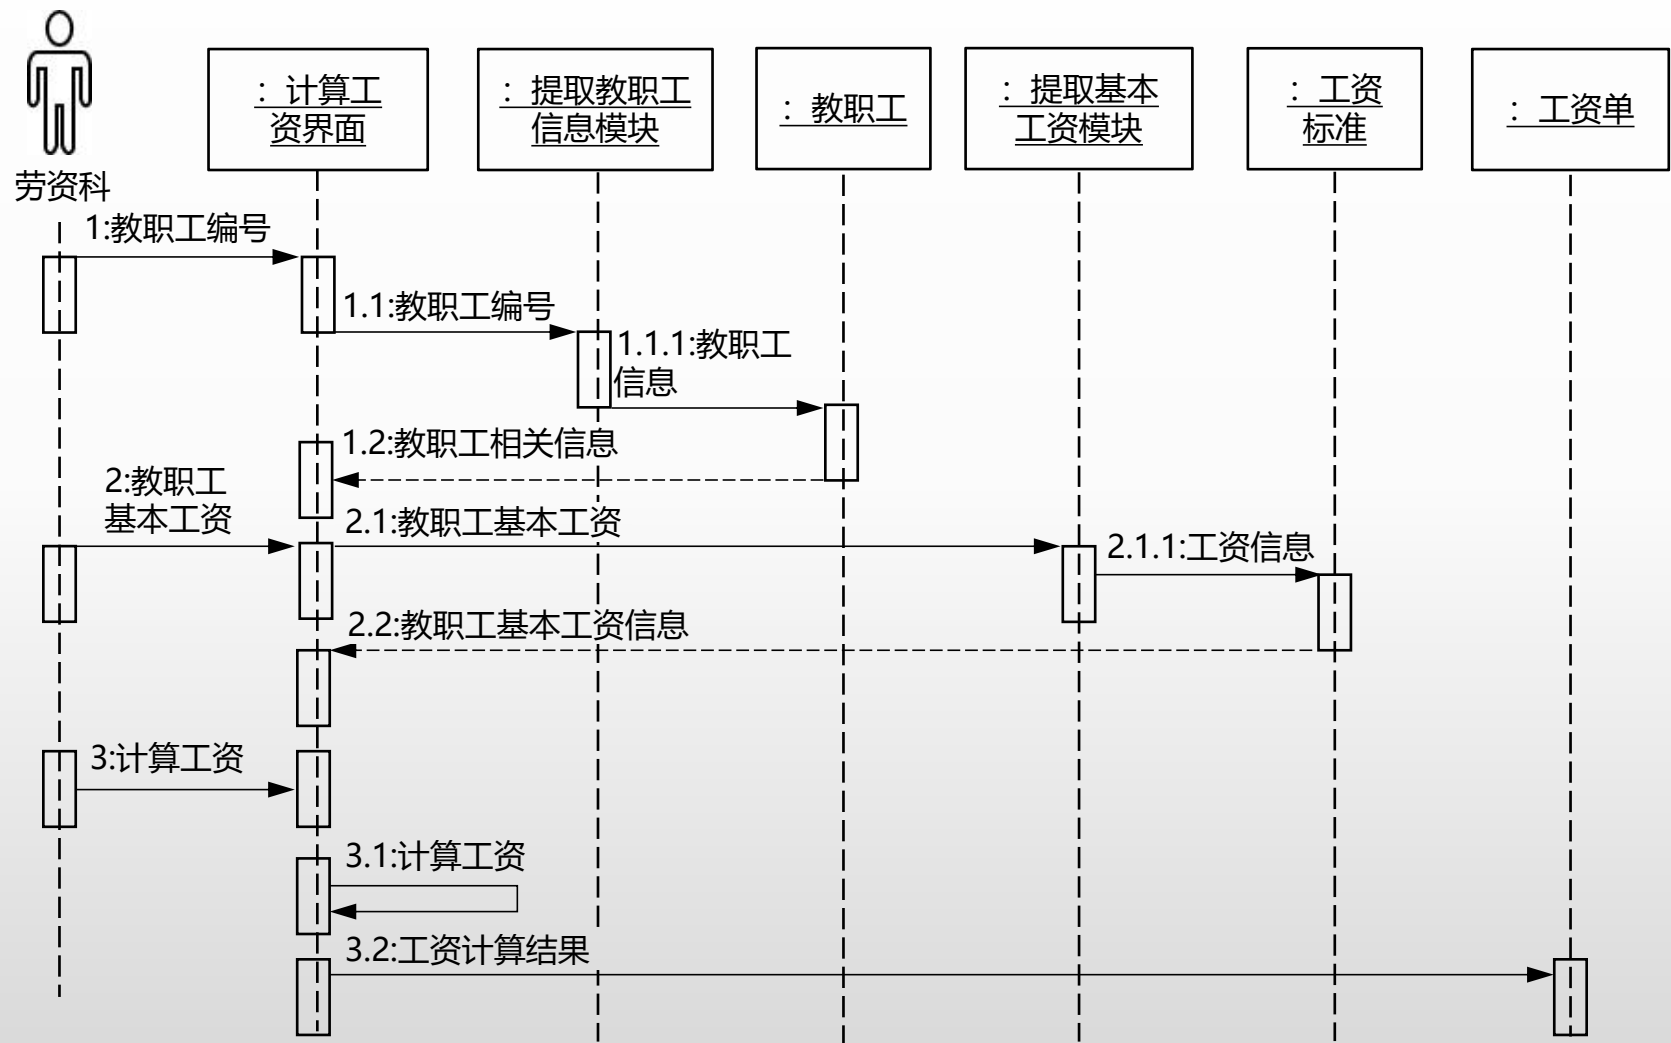 ：计算工
资界面
：提取教职工
信息模块
：教职工
：提取基本
工资模块
：工资
标准
：工资单
劳资科
1:教职工编号
1.1:教职工编号
1.1.1:教职工
信息
1.2:教职工相关信息
2:教职工
基本工资
2.1:教职工基本工资
2.1.1:工资信息
2.2:教职工基本工资信息
3:计算工资
3.1:计算工资
3.2:工资计算结果